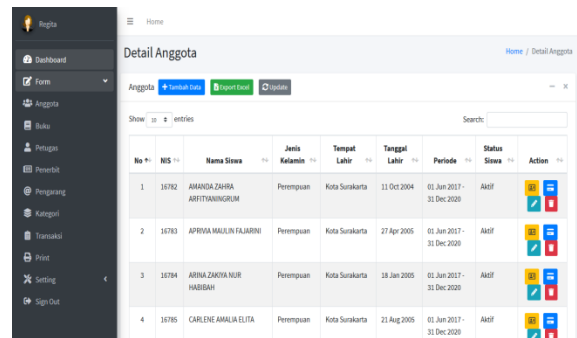 Regita
Home
Dashboard
Form
Anggota
Buku
Petugas
Penerbit
Pengarang
Kategori
Transaksi
Print
Setting
Sign Out
Detail Anggota
Home / Detail Anggota
Anggota + Tambah Data Export Excel Update
Show 10 entries
Search:
No NIS Nama Siswa Jenis Kelamin Tempat Lahir Tanggal Lahir Periode Status Siswa Action
1 16782 AMANDA ZAHRA Perempuan Kota Surakarta 11 Oct 2004 01 Jun 2017 - Aktif
ARFITYANINGRUM 31 Dec 2020
2 16783 APRIVIA MAULIN FAJARINI Perempuan Kota Surakarta 27 Apr 2005 01 Jun 2017 - Aktif
31 Dec 2020
3 16784 ARINA ZAKIYA NUR Perempuan Kota Surakarta 18 Jan 2005 01 Jun 2017 - Aktif
HABIBAH 31 Dec 2020
4 16785 CARLENE AMALIA ELITA Perempuan Kota Surakarta 21 Aug 2005 01 Jun 2017 - Aktif
31 Dec 2020